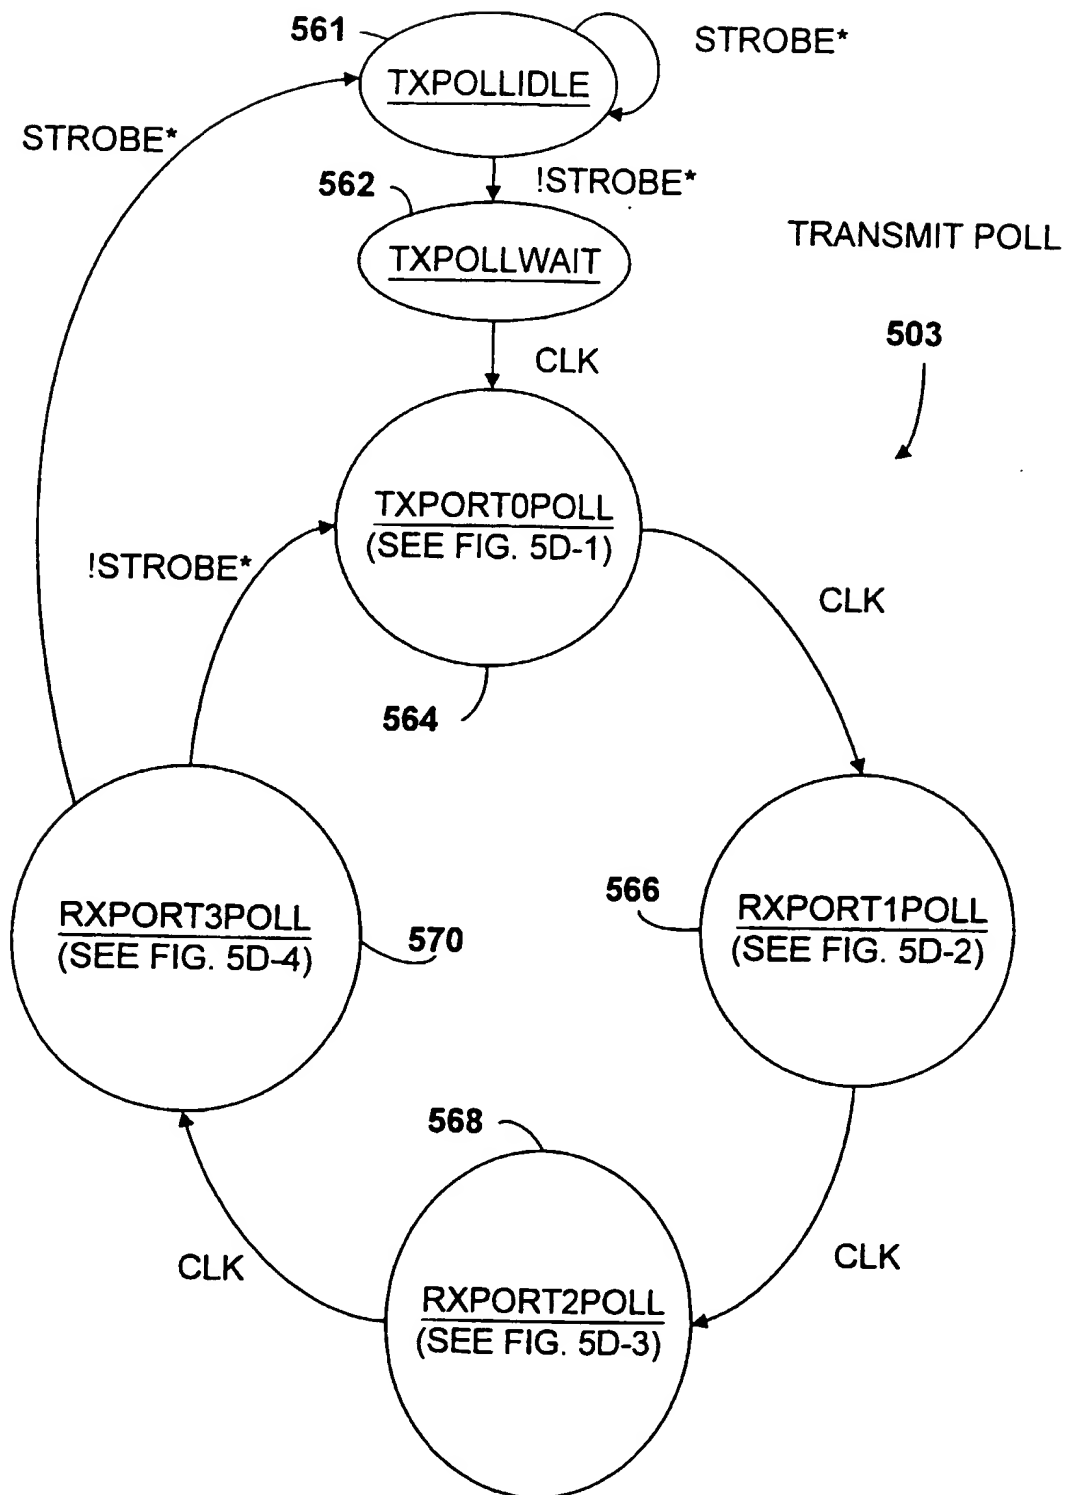 561
STROBE*
TXPOLLIDLE
STROBE*
!STROBE*
562
TRANSMIT POLL
TXPOLLWAIT
503
CLK
TXPORT0POLL
(SEE FIG. 5D-1)
!STROBE*
CLK
564
566
RXPORT3POLL
(SEE FIG. 5D-4)
570
RXPORT1POLL
(SEE FIG. 5D-2)
568
CLK
CLK
RXPORT2POLL
(SEE FIG. 5D-3)